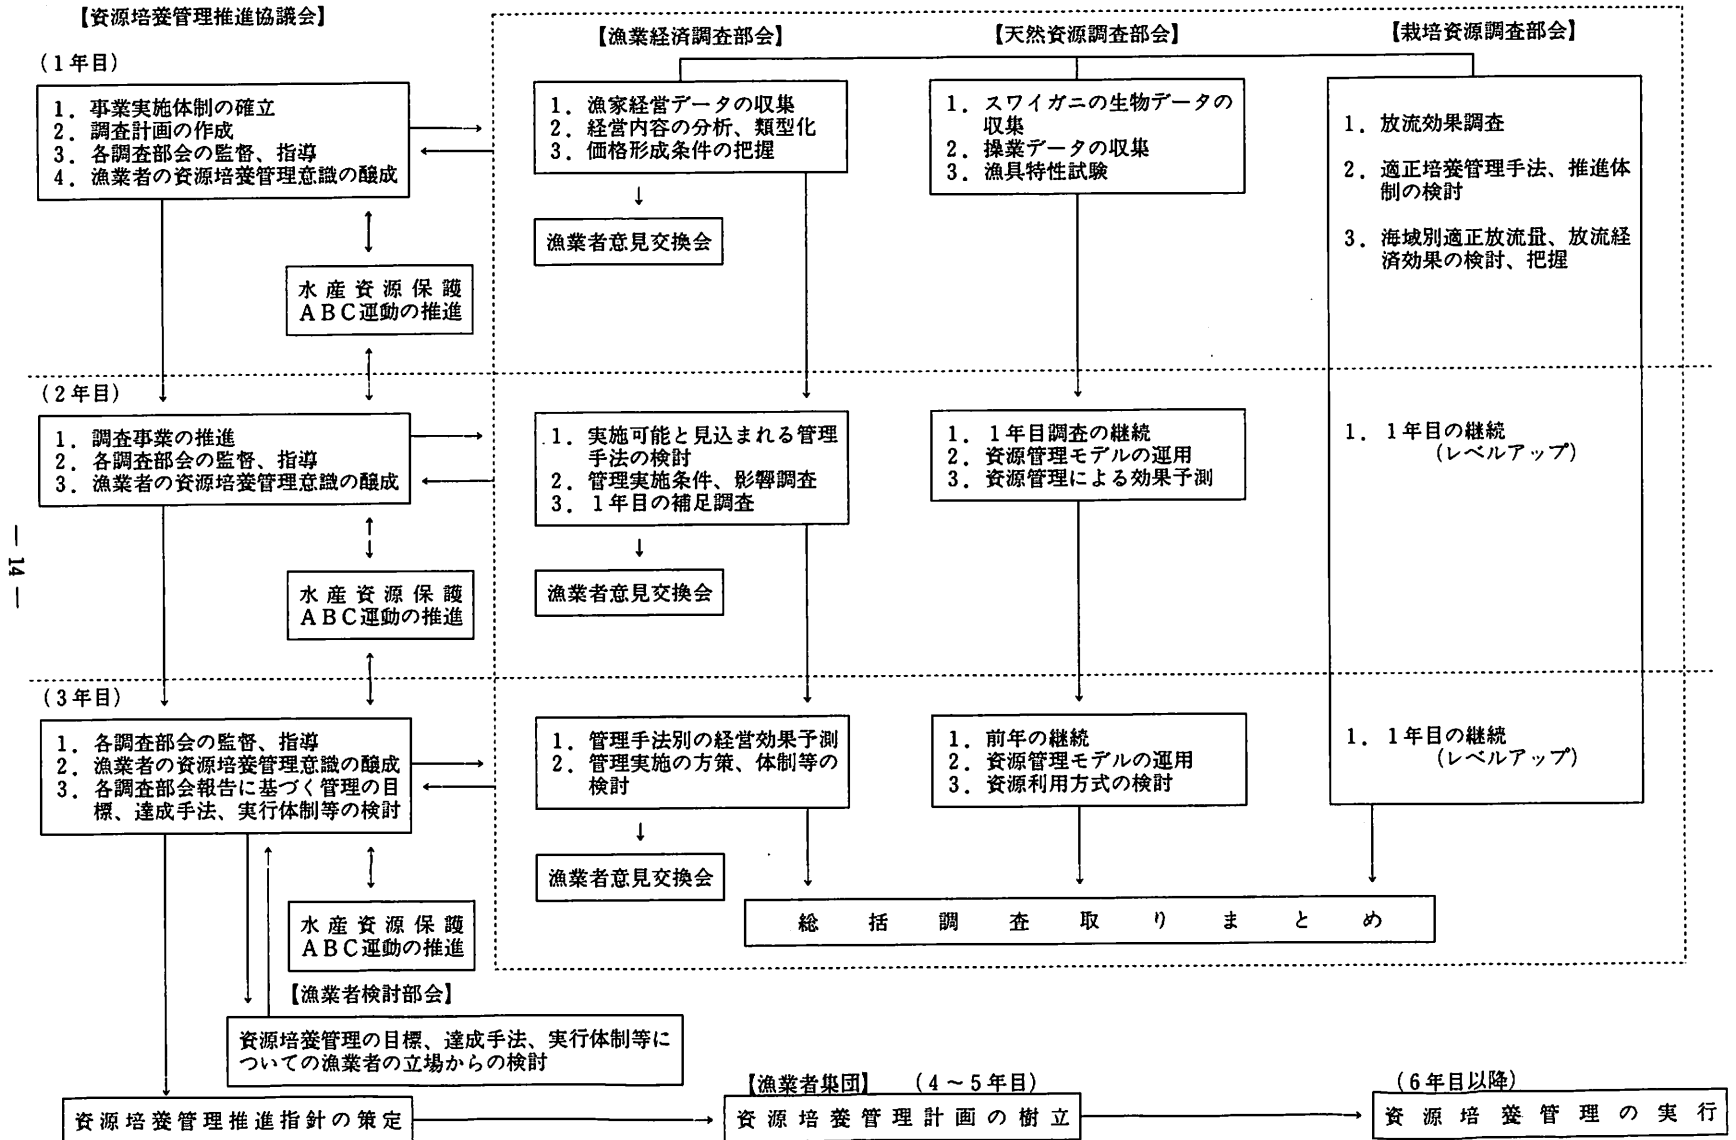 【資源培養管理推進協議会】
(1年目)
1. 事業実施体制の確立
2. 調査計画の作成
3. 各調査部会の監督、指導
4. 漁業者の資源培養管理意識の醸成
水産資源保護
ABC運動の推進
【漁業経済調査部会】
1. 漁家経営データの収集
2. 経営内容の分析、類型化
3. 価格形成条件の把握
漁業者意見交換会
【天然資源調査部会】
1. スワイガニの生物データの
収集
2. 操業データの収集
3. 漁具特性試験
【栽培資源調査部会】
1. 放流効果調査
2. 適正培養管理手法、推進体
制の検討
3. 海域別適正放流量、放流経
済効果の検討、把握
(2年目)
1. 調査事業の推進
2. 各調査部会の監督、指導
3. 漁業者の資源培養管理意識の醸成
水産資源保護
ABC運動の推進
1. 実施可能と見込まれる管理
手法の検討
2. 管理実施条件、影響調査
3. 1年目の補足調査
漁業者意見交換会
1. 1年目調査の継続
2. 資源管理モデルの運用
3. 資源管理による効果予測
1. 1年目の継続
(レベルアップ)
(3年目)
1. 各調査部会の監督、指導
2. 漁業者の資源培養管理意識の醸成
3. 各調査部会報告に基づく管理の目
標、達成手法、実行体制等の検討
水産資源保護
ABC運動の推進
1. 管理手法別の経営効果予測
2. 管理実施の方策、体制等の
検討
漁業者意見交換会
1. 前年の継続
2. 資源管理モデルの運用
3. 資源利用方式の検討
1. 1年目の継続
(レベルアップ)
総括調査取りまとめ
【漁業者検討部会】
資源培養管理の目標、達成手法、実行体制等に
ついての漁業者の立場からの検討
資源培養管理推進指針の策定
【漁業者集団】 (4~5年目)
資源培養管理計画の樹立
(6年目以降)
資源培養管理の実行
― 14 ―